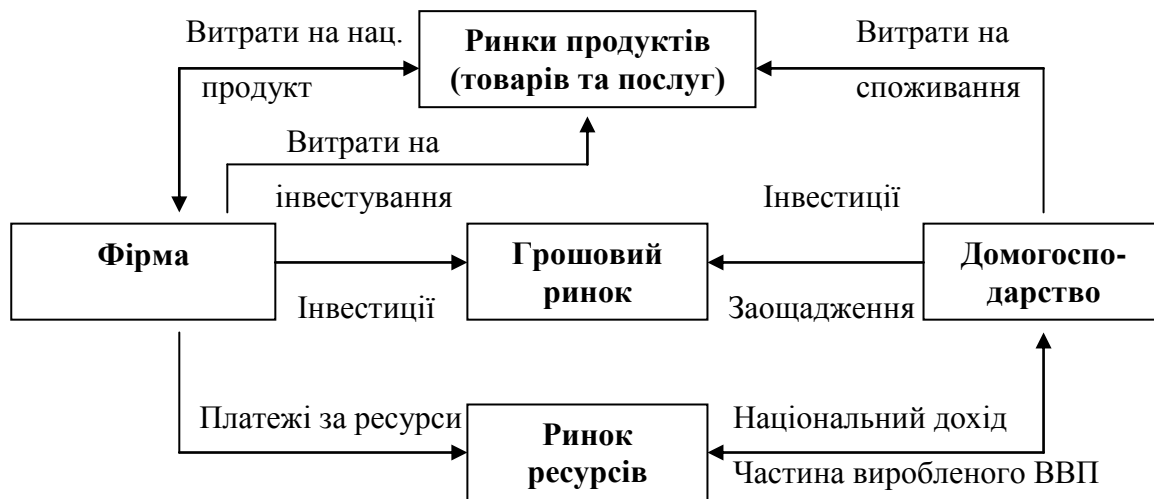 Витрати на нац.
продукт
Ринки продуктів
(товарів та послуг)
Витрати на
споживання
Витрати на
інвестування
Інвестиції
Фірма
Грошовий
ринок
Домогоспо-
дарство
Інвестиції
Заощадження
Платежі за ресурси
Ринок
ресурсів
Національний дохід
Частина виробленого ВВП